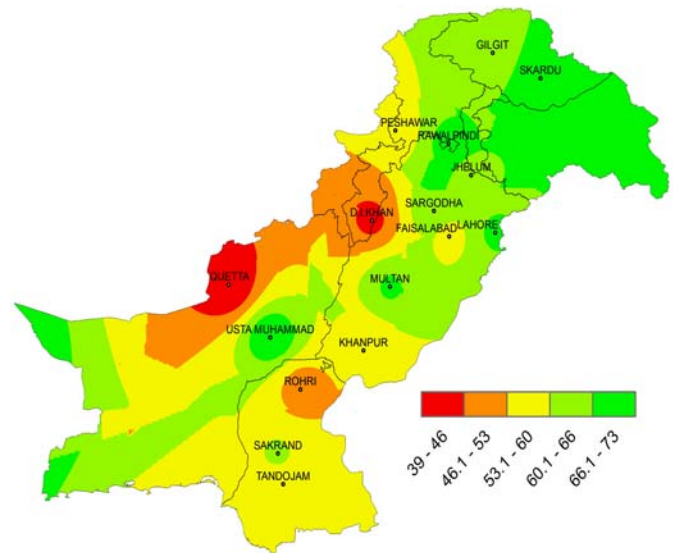 GILGIT
SKARDU
PESHAWAR
RAWALPINDI
JHELUM
D.I.KHAN
SARGODHA
FAISALABAD
LAHORE
QUETTA
MULTAN
USTA MUHAMMAD
KHANPUR
ROHRI
SAKRAND
TANDOJAM
39 - 46
46.1 - 53
53.1 - 60
60.1 - 66
66.1 - 73